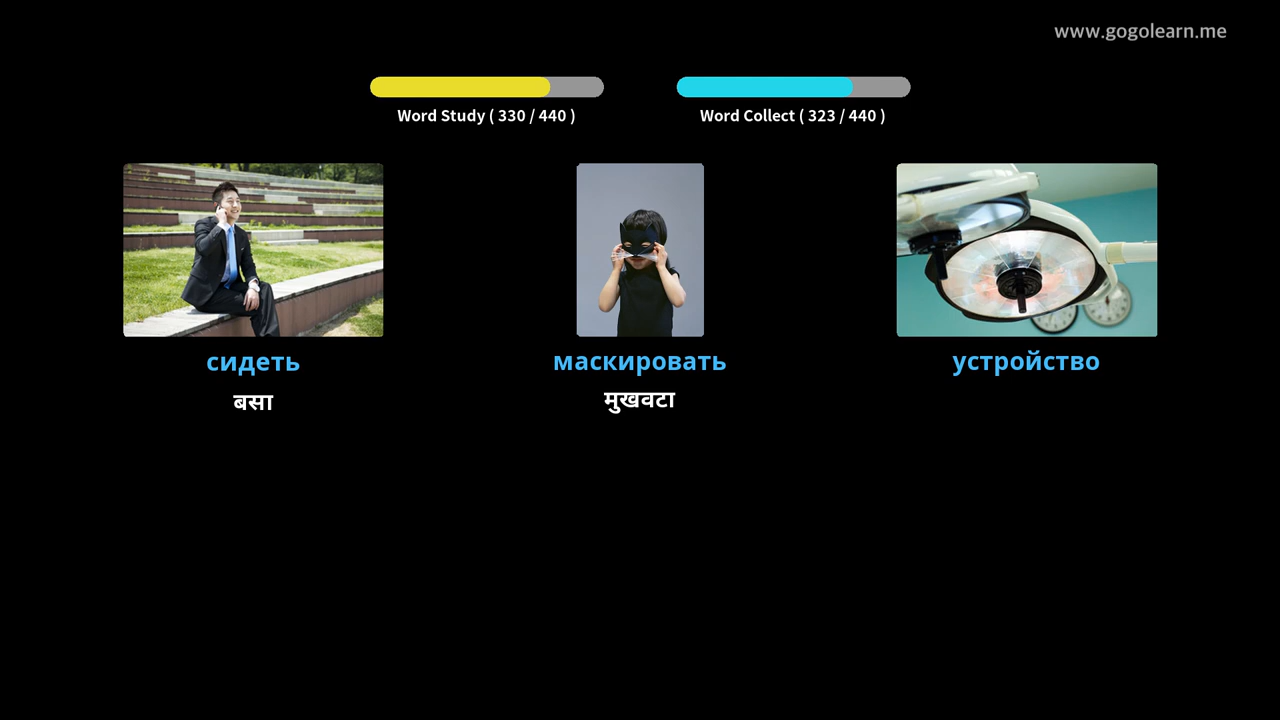 www.gogolearn.me
Word Study ( 330 / 440 )
Word Collect ( 323 / 440 )
сидеть
маскировать
устройство
बसा
मुखवटा